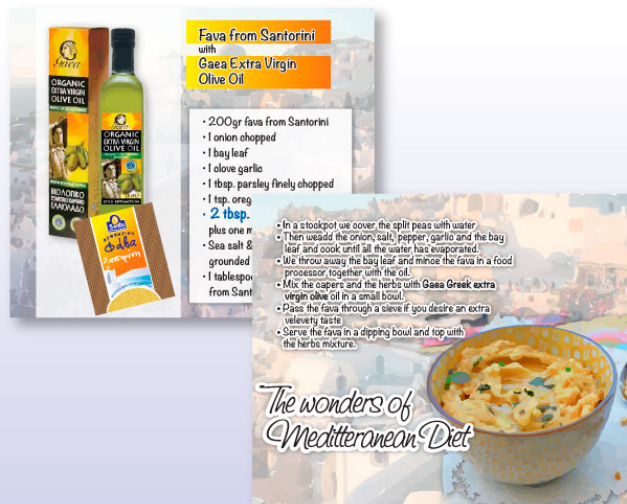 Gaea
ORGANIC
EXTRA VIRGIN
OLIVE OIL
ΒΙΟΛΟΓΙΚΟ
ΕΛΑΙΟΛΑΔΟ
Gaea
ORGANIC
EXTRA VIRGIN
OLIVE OIL
Φάβα
Σαντορίνης
Fava from Santorini
with
Gaea Extra Virgin
Olive Oil
• 200gr fava from Santorini
• 1 onion chopped
• 1 bay leaf
• 1 clove garlic
• 1 tbsp. parsley finely chopped
• 1 tsp. oreg
• 2 tbsp.
plus one m
• Sea salt &
grounded
• 1 tablespo
from Sant
• In a stockpot we cover the split peas with water
• Then weadd the onion, salt, pepper, garlic and the bay
leaf and cook until all the water has evaporated.
• We throw away the bay leaf and mince the fava in a food
processor together with the oil.
• Mix the capers and the herbs with Gaea Greek extra
virgin olive oil in a small bowl.
• Pass the fava through a sieve if you desire an extra
velevety taste
• Serve the fava in a dipping bowl and top with
the herbs mixture.
The wonders of
Meditteranean Diet